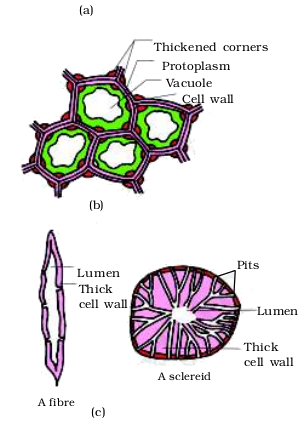 (a)
Thickened corners
Protoplasm
Vacuole
Cell wall
(b)
Lumen
Thick
cell wall
A fibre
Pits
Lumen
Thick
cell wall
A sclereid
(c)